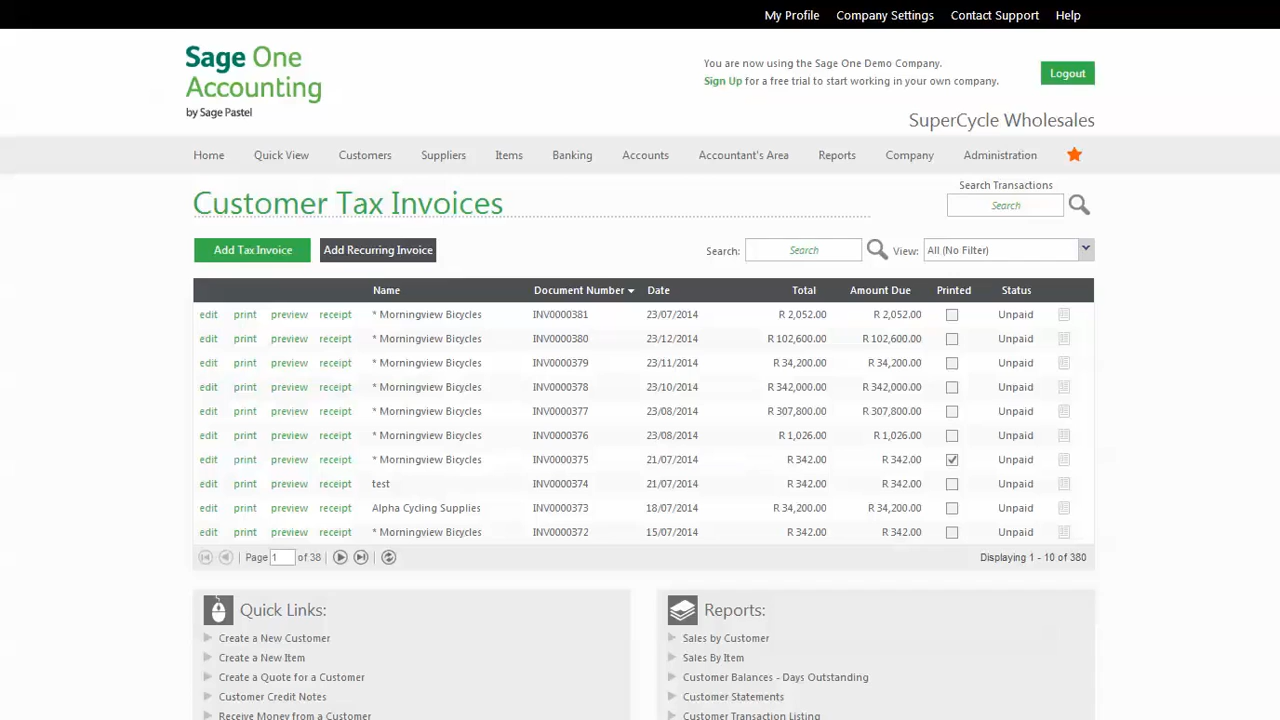 My Profile Company Settings Contact Support Help
Sage One
Accounting
by Sage Pastel
You are now using the Sage One Demo Company.
Sign Up for a free trial to start working in your own company.
Logout
SuperCycle Wholesales
Home Quick View Customers Suppliers Items Banking Accounts Accountant's Area Reports Company Administration
Customer Tax Invoices
Search Transactions
Search
Add Tax Invoice Add Recurring Invoice Search: Search View: All (No Filter)
Name Document Number Date Total Amount Due Printed Status
edit print preview receipt * Morningview Bicycles INV0000381 23/07/2014 R 2,052.00 R 2,052.00 Unpaid
edit print preview receipt * Morningview Bicycles INV0000380 23/12/2014 R 102,600.00 R 102,600.00 Unpaid
edit print preview receipt * Morningview Bicycles INV0000379 23/11/2014 R 34,200.00 R 34,200.00 Unpaid
edit print preview receipt * Morningview Bicycles INV0000378 23/10/2014 R 342,000.00 R 342,000.00 Unpaid
edit print preview receipt * Morningview Bicycles INV0000377 23/08/2014 R 307,800.00 R 307,800.00 Unpaid
edit print preview receipt * Morningview Bicycles INV0000376 23/08/2014 R 1,026.00 R 1,026.00 Unpaid
edit print preview receipt * Morningview Bicycles INV0000375 21/07/2014 R 342.00 R 342.00 Unpaid
edit print preview receipt test INV0000374 21/07/2014 R 342.00 R 342.00 Unpaid
edit print preview receipt Alpha Cycling Supplies INV0000373 18/07/2014 R 34,200.00 R 34,200.00 Unpaid
edit print preview receipt * Morningview Bicycles INV0000372 15/07/2014 R 342.00 R 342.00 Unpaid
Page 1 of 38 Displaying 1 - 10 of 380
Quick Links:
Create a New Customer
Create a New Item
Create a Quote for a Customer
Customer Credit Notes
Receive Money from a Customer
Reports:
Sales by Customer
Sales By Item
Customer Balances - Days Outstanding
Customer Statements
Customer Transaction Listing